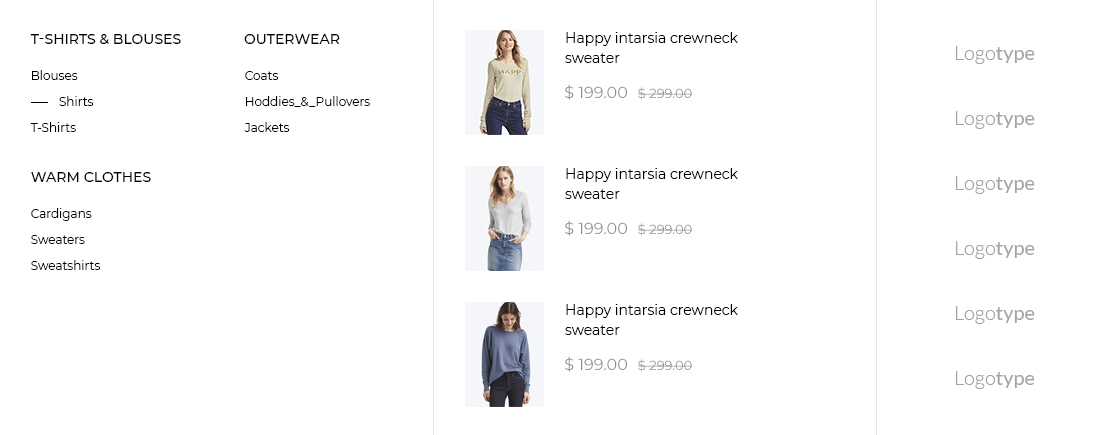 T-SHIRTS & BLOUSES
Blouses
Shirts
T-Shirts
WARM CLOTHES
Cardigans
Sweaters
Sweatshirts
OUTERWEAR
Coats
Hoddies_&_Pullovers
Jackets
HAPP
Happy intarsia crewneck
sweater
$ 199.00 $ 299.00
Happy intarsia crewneck
sweater
$ 199.00 $ 299.00
Happy intarsia crewneck
sweater
$ 199.00 $ 299.00
Logotype
Logotype
Logotype
Logotype
Logotype
Logotype